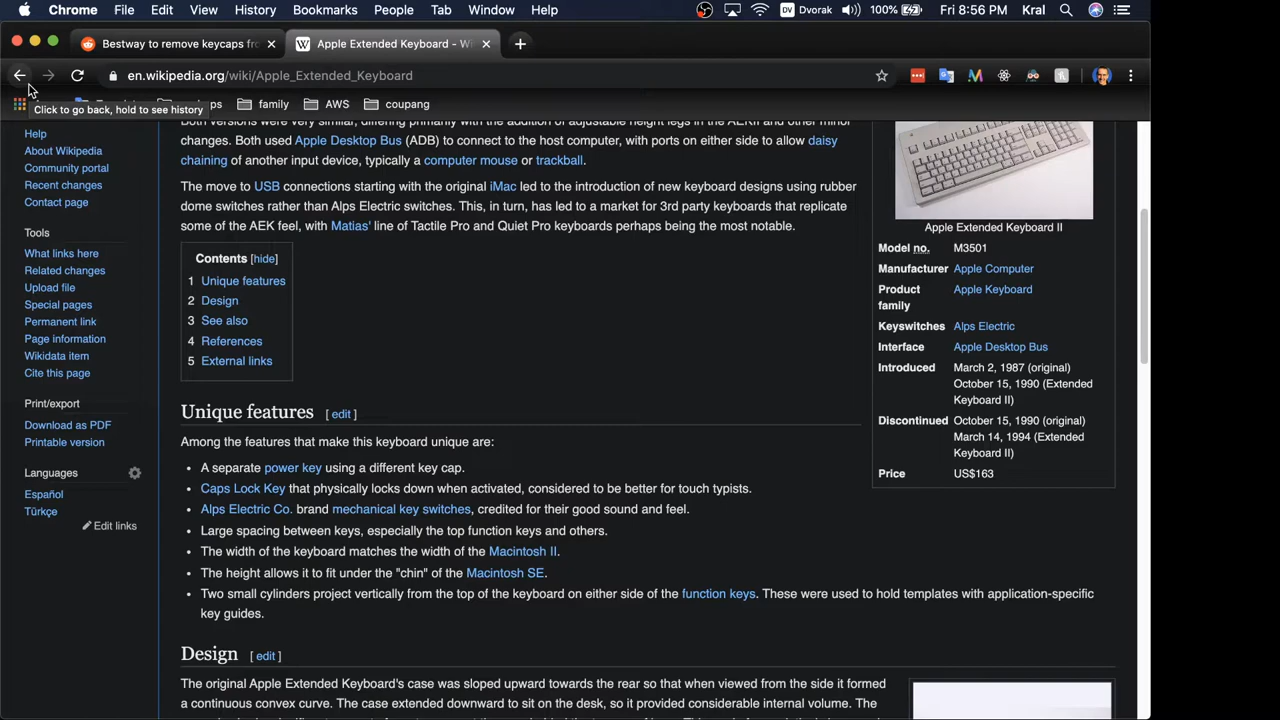 Chrome File Edit View History Bookmarks People Tab Window Help DV Dvorak 100% Fri 8:56 PM Kral
Bestway to remove keycaps fro
Apple Extended Keyboard - Wi
en.wikipedia.org/wiki/Apple_Extended_Keyboard
Click to go back, hold to see history
ps family AWS coupang
Help
About Wikipedia
Community portal
Recent changes
Contact page
Tools
What links here
Related changes
Upload file
Special pages
Permanent link
Page information
Wikidata item
Cite this page
Print/export
Download as PDF
Printable version
Languages
Español
Türkçe
Edit links
Both versions were very similar, differing primarily with the addition of adjustable height legs in the AEKII and other minor
changes. Both used Apple Desktop Bus (ADB) to connect to the host computer, with ports on either side to allow daisy
chaining of another input device, typically a computer mouse or trackball.
The move to USB connections starting with the original iMac led to the introduction of new keyboard designs using rubber
dome switches rather than Alps Electric switches. This, in turn, has led to a market for 3rd party keyboards that replicate
some of the AEK feel, with Matias' line of Tactile Pro and Quiet Pro keyboards perhaps being the most notable.
Contents [hide]
1 Unique features
2 Design
3 See also
4 References
5 External links
Unique features [ edit ]
Among the features that make this keyboard unique are:
• A separate power key using a different key cap.
• Caps Lock Key that physically locks down when activated, considered to be better for touch typists.
• Alps Electric Co. brand mechanical key switches, credited for their good sound and feel.
• Large spacing between keys, especially the top function keys and others.
• The width of the keyboard matches the width of the Macintosh II.
• The height allows it to fit under the "chin" of the Macintosh SE.
• Two small cylinders project vertically from the top of the keyboard on either side of the function keys. These were used to hold templates with application-specific
key guides.
Design [ edit ]
The original Apple Extended Keyboard's case was sloped upward towards the rear so that when viewed from the side it formed
a continuous convex curve. The case extended downward to sit on the desk, so it provided considerable internal volume. The
Apple Extended Keyboard II
Model no. M3501
Manufacturer Apple Computer
Product family Apple Keyboard
Keyswitches Alps Electric
Interface Apple Desktop Bus
Introduced March 2, 1987 (original)
October 15, 1990 (Extended
Keyboard II)
Discontinued October 15, 1990 (original)
March 14, 1994 (Extended
Keyboard II)
Price US$163